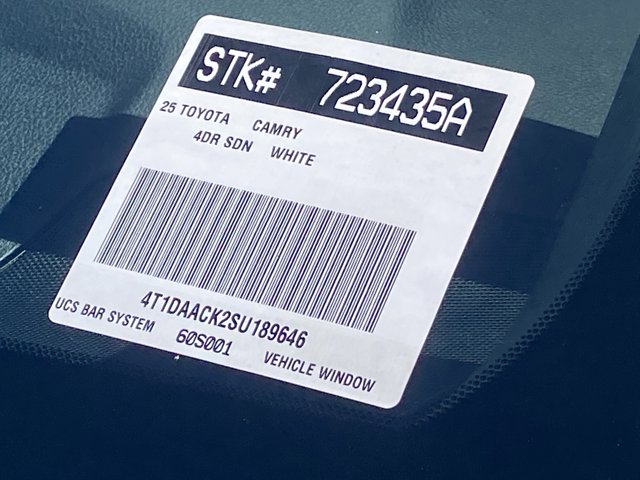 STK# 723435A
25 TOYOTA CAMRY
4DR SDN WHITE
4T1DAACK2SU189646
UCS BAR SYSTEM 60S001 VEHICLE WINDOW